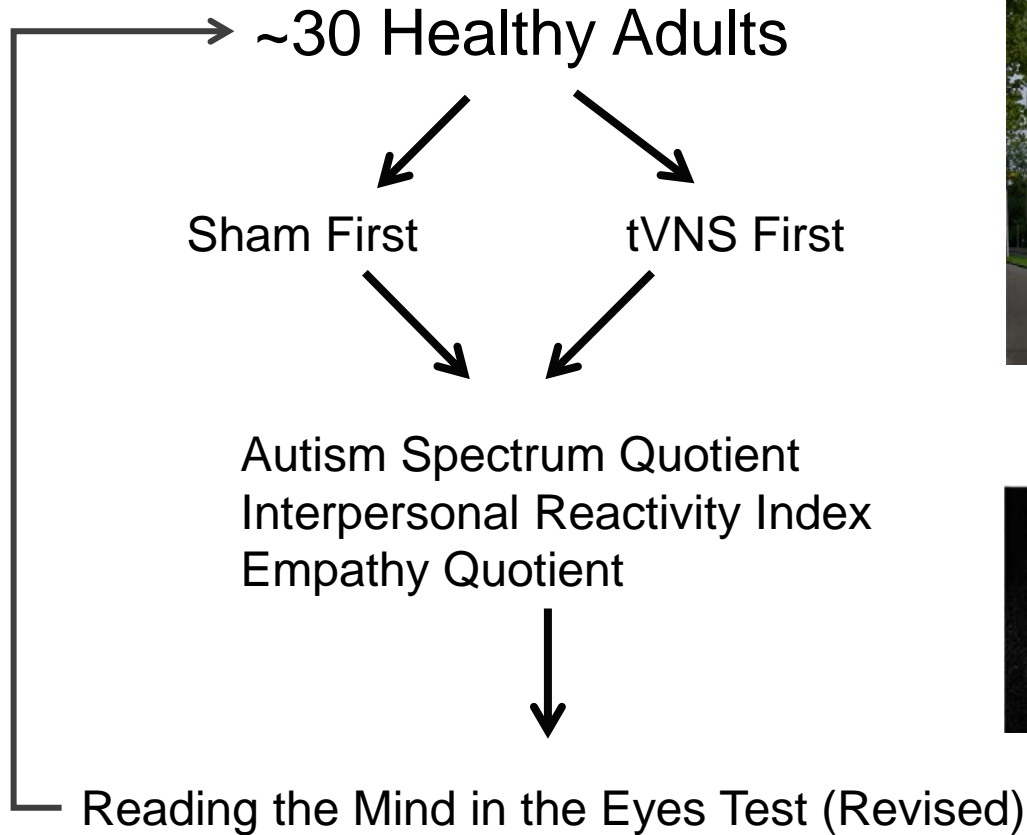 ~30 Healthy Adults
Sham First
tVNS First
Autism Spectrum Quotient
Interpersonal Reactivity Index
Empathy Quotient
Reading the Mind in the Eyes Test (Revised)